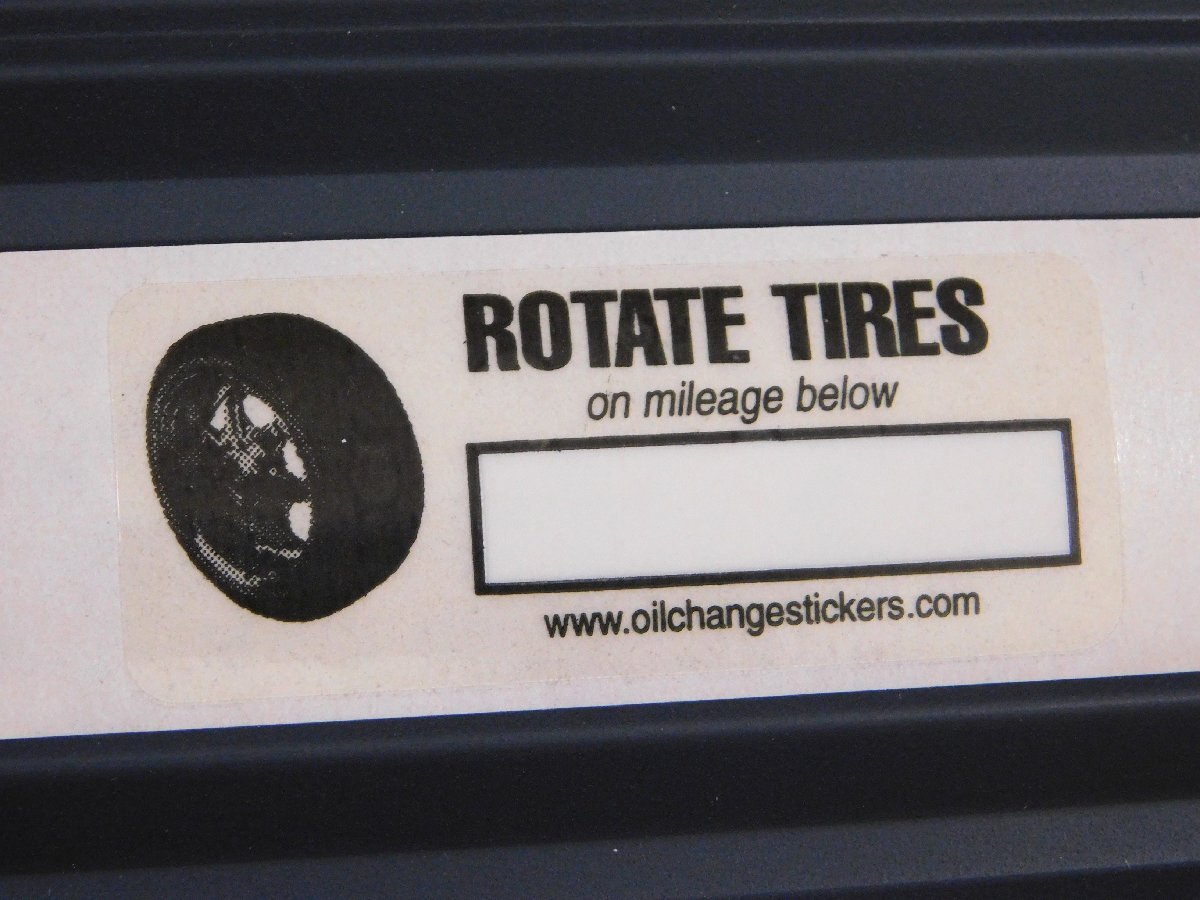 ROTATE TIRES
on mileage below
www.oilchangestickers.com